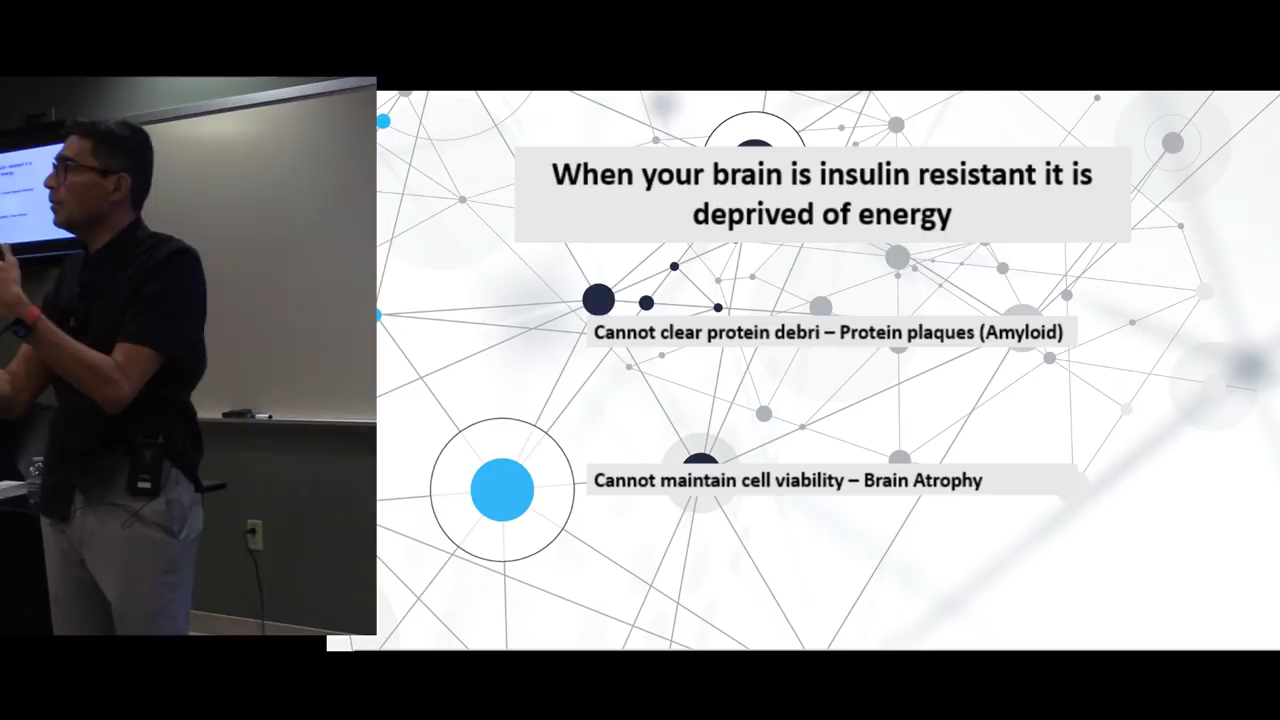 When your brain is insulin resistant it is
deprived of energy
Cannot clear protein debri – Protein plaques (Amyloid)
Cannot maintain cell viability – Brain Atrophy